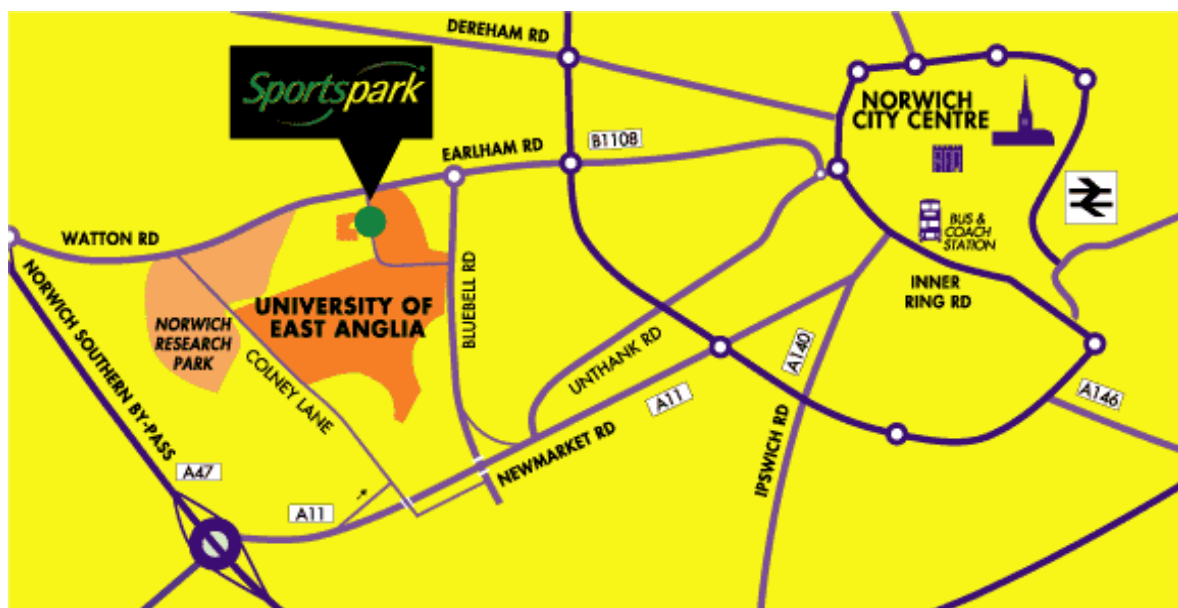 DEREHAM RD
Sportspark
NORWICH
CITY CENTRE
B1108
EARLHAM RD
WATTON RD
BUS &
COACH
STATION
BLUEBELL RD
INNER
RING RD
UNIVERSITY OF
EAST ANGLIA
NORWICH
RESEARCH
PARK
NORWICH SOUTHERN BY-PASS
COLNEY LANE
UNTHANK RD
A140
A11
A146
NEWMARKET RD
IPSWICH RD
A47
A11